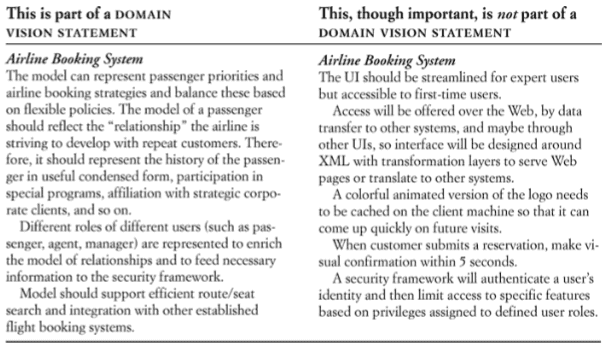 This is part of a DOMAIN
VISION STATEMENT
Airline Booking System
The model can represent passenger priorities and
airline booking strategies and balance these based
on flexible policies. The model of a passenger
should reflect the “relationship” the airline is
striving to develop with repeat customers. There-
fore, it should represent the history of the passen-
ger in useful condensed form, participation in
special programs, affiliation with strategic corpo-
rate clients, and so on.
Different roles of different users (such as pas-
senger, agent, manager) are represented to enrich
the model of relationships and to feed necessary
information to the security framework.
Model should support efficient route/seat
search and integration with other established
flight booking systems.
This, though important, is not part of a
DOMAIN VISION STATEMENT
Airline Booking System
The UI should be streamlined for expert users
but accessible to first-time users.
Access will be offered over the Web, by data
transfer to other systems, and maybe through
other UIs, so interface will be designed around
XML with transformation layers to serve Web
pages or translate to other systems.
A colorful animated version of the logo needs
to be cached on the client machine so that it can
come up quickly on future visits.
When customer submits a reservation, make vi-
sual confirmation within 5 seconds.
A security framework will authenticate a user’s
identity and then limit access to specific features
based on privileges assigned to defined user roles.